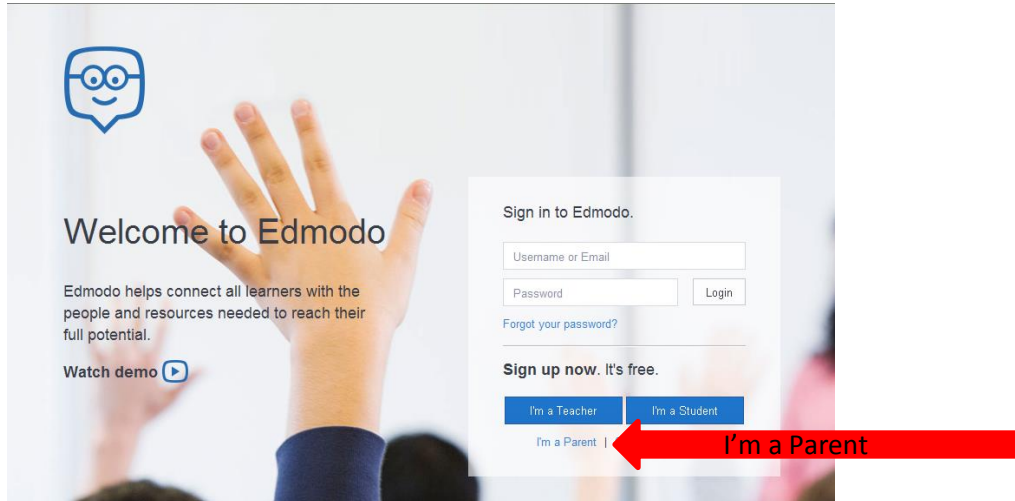 Welcome to Edmodo
Edmodo helps connect all learners with the
people and resources needed to reach their
full potential.
Watch demo
Sign in to Edmodo.
Username or Email
Password
Login
Forgot your password?
Sign up now. It's free.
I'm a Teacher
I'm a Student
I'm a Parent |
I'm a Parent